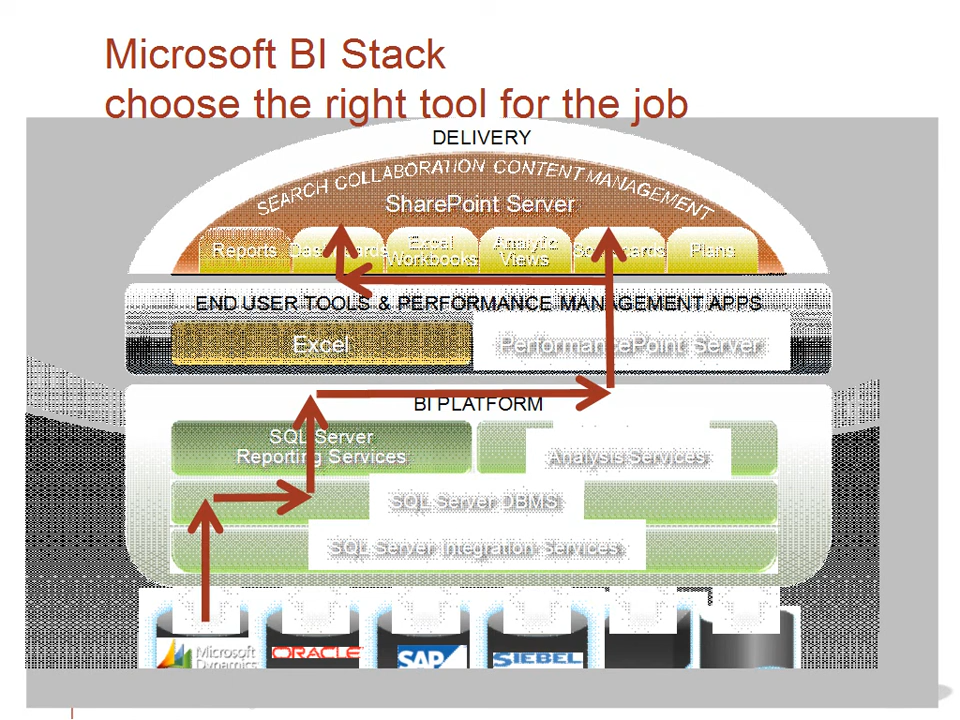 Microsoft BI Stack
choose the right tool for the job
DELIVERY
SEARCH COLLABORATION CONTENT MANAGEMENT
SharePoint Server
Reports
Excel Workbooks
Analytic Views
Plans
END USER TOOLS & PERFORMANCE MANAGEMENT APPS
Excel
PerformancePoint Server
BI PLATFORM
SQL Server
Reporting Services
Analysis Services
SQL Server DBMS
SQL Server Integration Services
Microsoft
Dynamics
ORACLE
SAP
SIEBEL